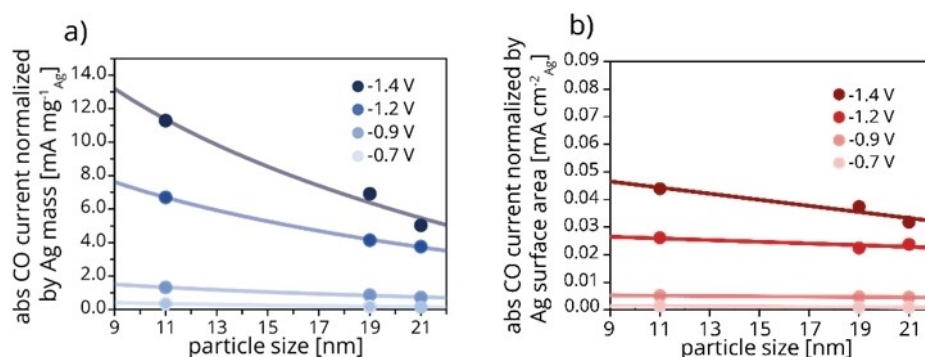 a)
abs CO current normalized
by Ag mass [mA mg⁻¹Ag]
14.0
12.0
10.0
8.0
6.0
4.0
2.0
0.0
-1.4 V
-1.2 V
-0.9 V
-0.7 V
9 11 13 15 17 19 21
particle size [nm]
b)
abs CO current normalized by
Ag surface area [mA cm⁻²Ag]
0.09
0.08
0.07
0.06
0.05
0.04
0.03
0.02
0.01
0.00
-1.4 V
-1.2 V
-0.9 V
-0.7 V
9 11 13 15 17 19 21
particle size [nm]